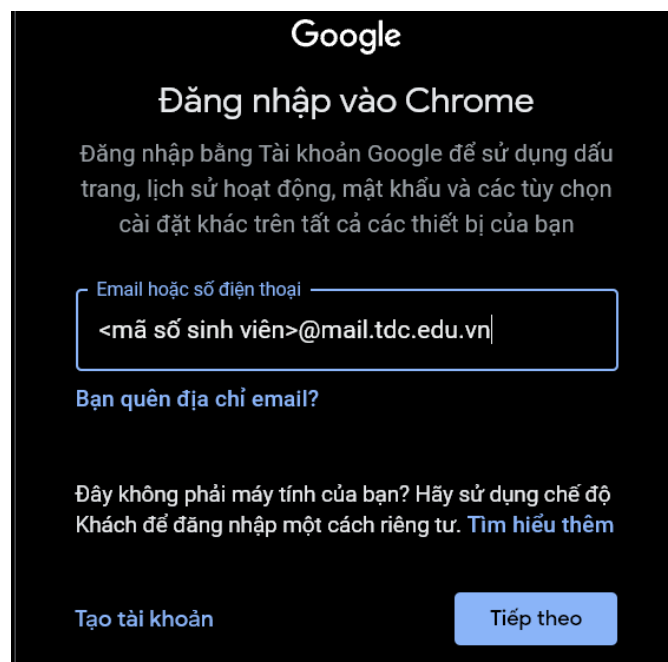 Google
Đăng nhập vào Chrome
Đăng nhập bằng Tài khoản Google để sử dụng dấu
trang, lịch sử hoạt động, mật khẩu và các tùy chọn
cài đặt khác trên tất cả các thiết bị của bạn
Email hoặc số điện thoại
<mã số sinh viên>@mail.tdc.edu.vn
Bạn quên địa chỉ email?
Đây không phải máy tính của bạn? Hãy sử dụng chế độ
Khách để đăng nhập một cách riêng tư. Tìm hiểu thêm
Tạo tài khoản
Tiếp theo